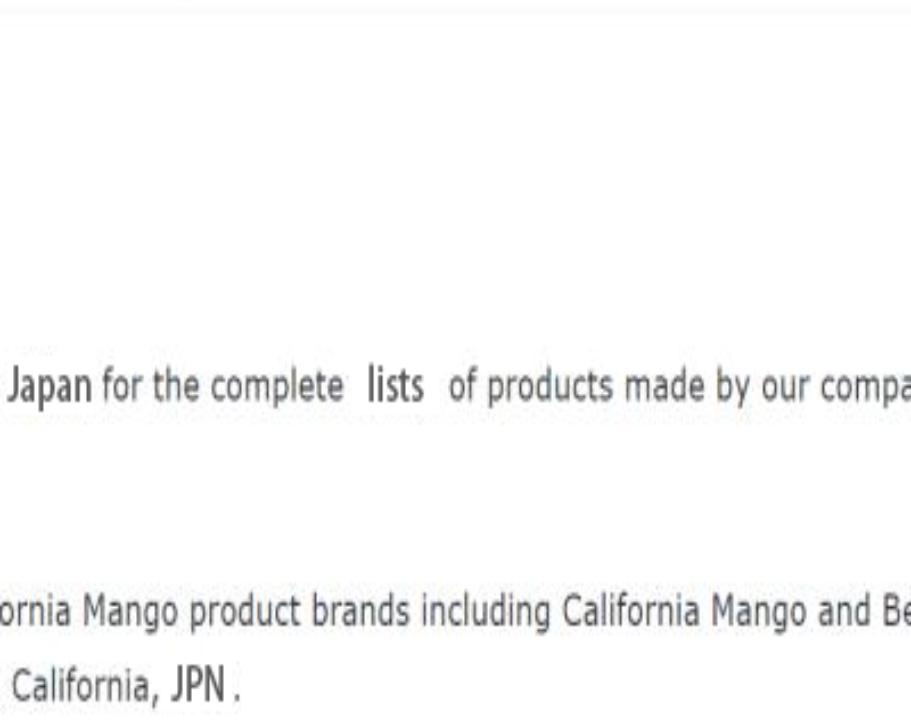 Japan for the complete lists of products made by our compa
ornia Mango product brands including California Mango and Be
California, JPN .